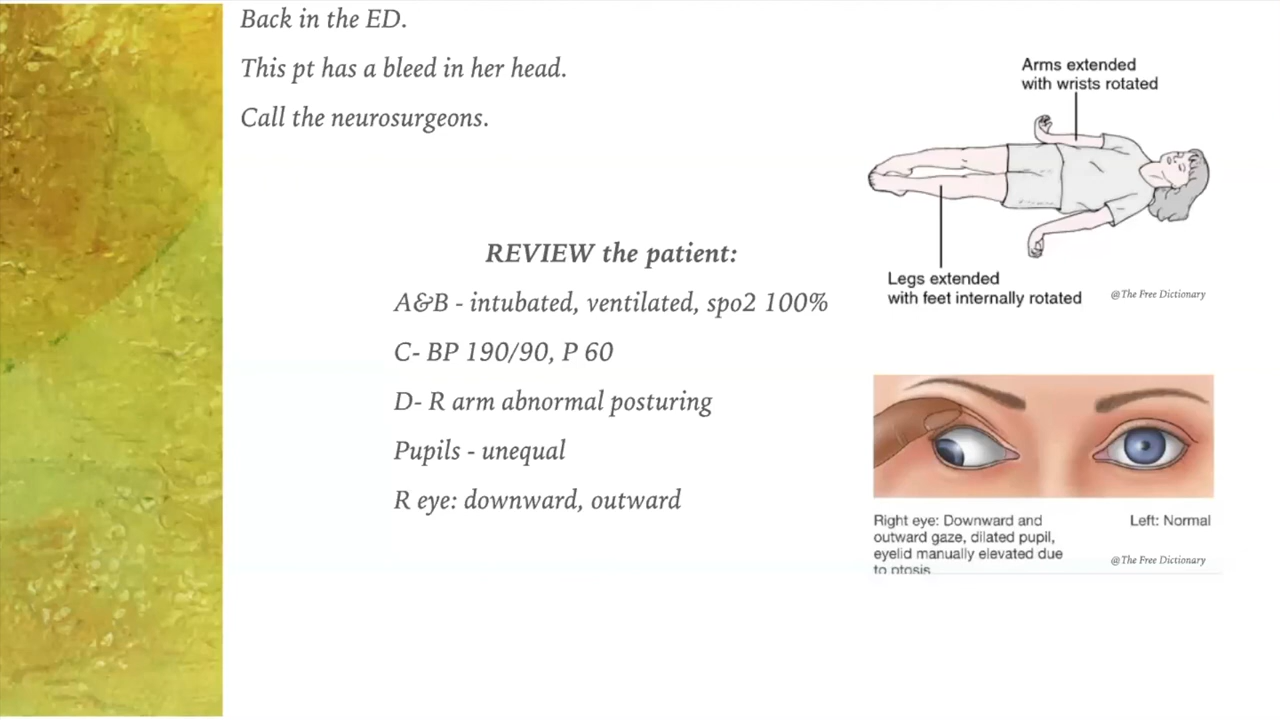 Back in the ED.
This pt has a bleed in her head.
Call the neurosurgeons.
REVIEW the patient:
A&B - intubated, ventilated, spo2 100%
C- BP 190/90, P 60
D- R arm abnormal posturing
Pupils - unequal
R eye: downward, outward
Arms extended
with wrists rotated
Legs extended
with feet internally rotated
@The Free Dictionary
Right eye: Downward and
outward gaze, dilated pupil,
eyelid manually elevated due
to ptosis
Left: Normal
@The Free Dictionary